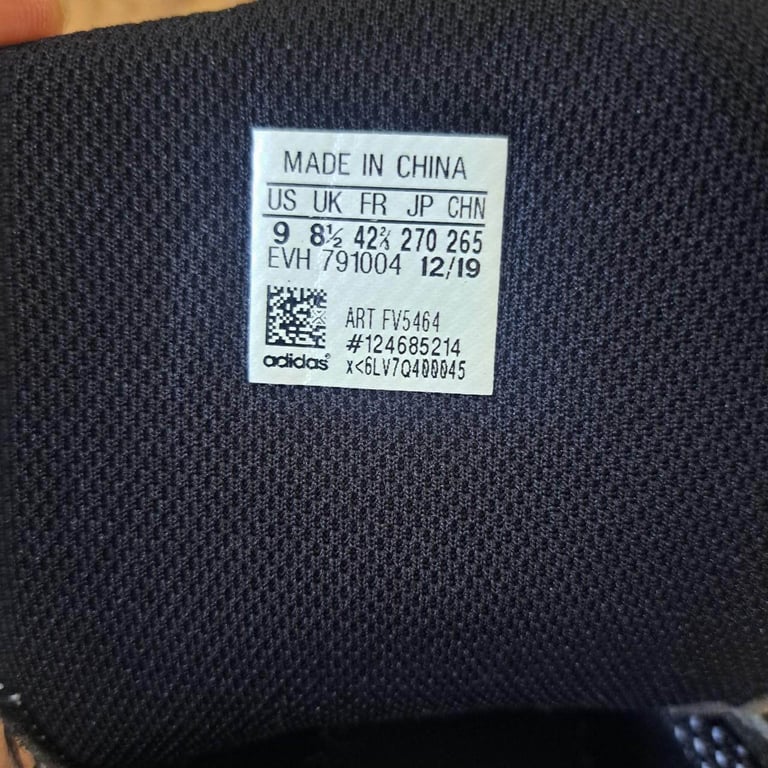 MADE IN CHINA
US UK FR JP CHN
9 8½ 42⅔ 270 265
EVH 791004 12/19
ART FV5464
#124685214
adidas® x<6LV7Q400045